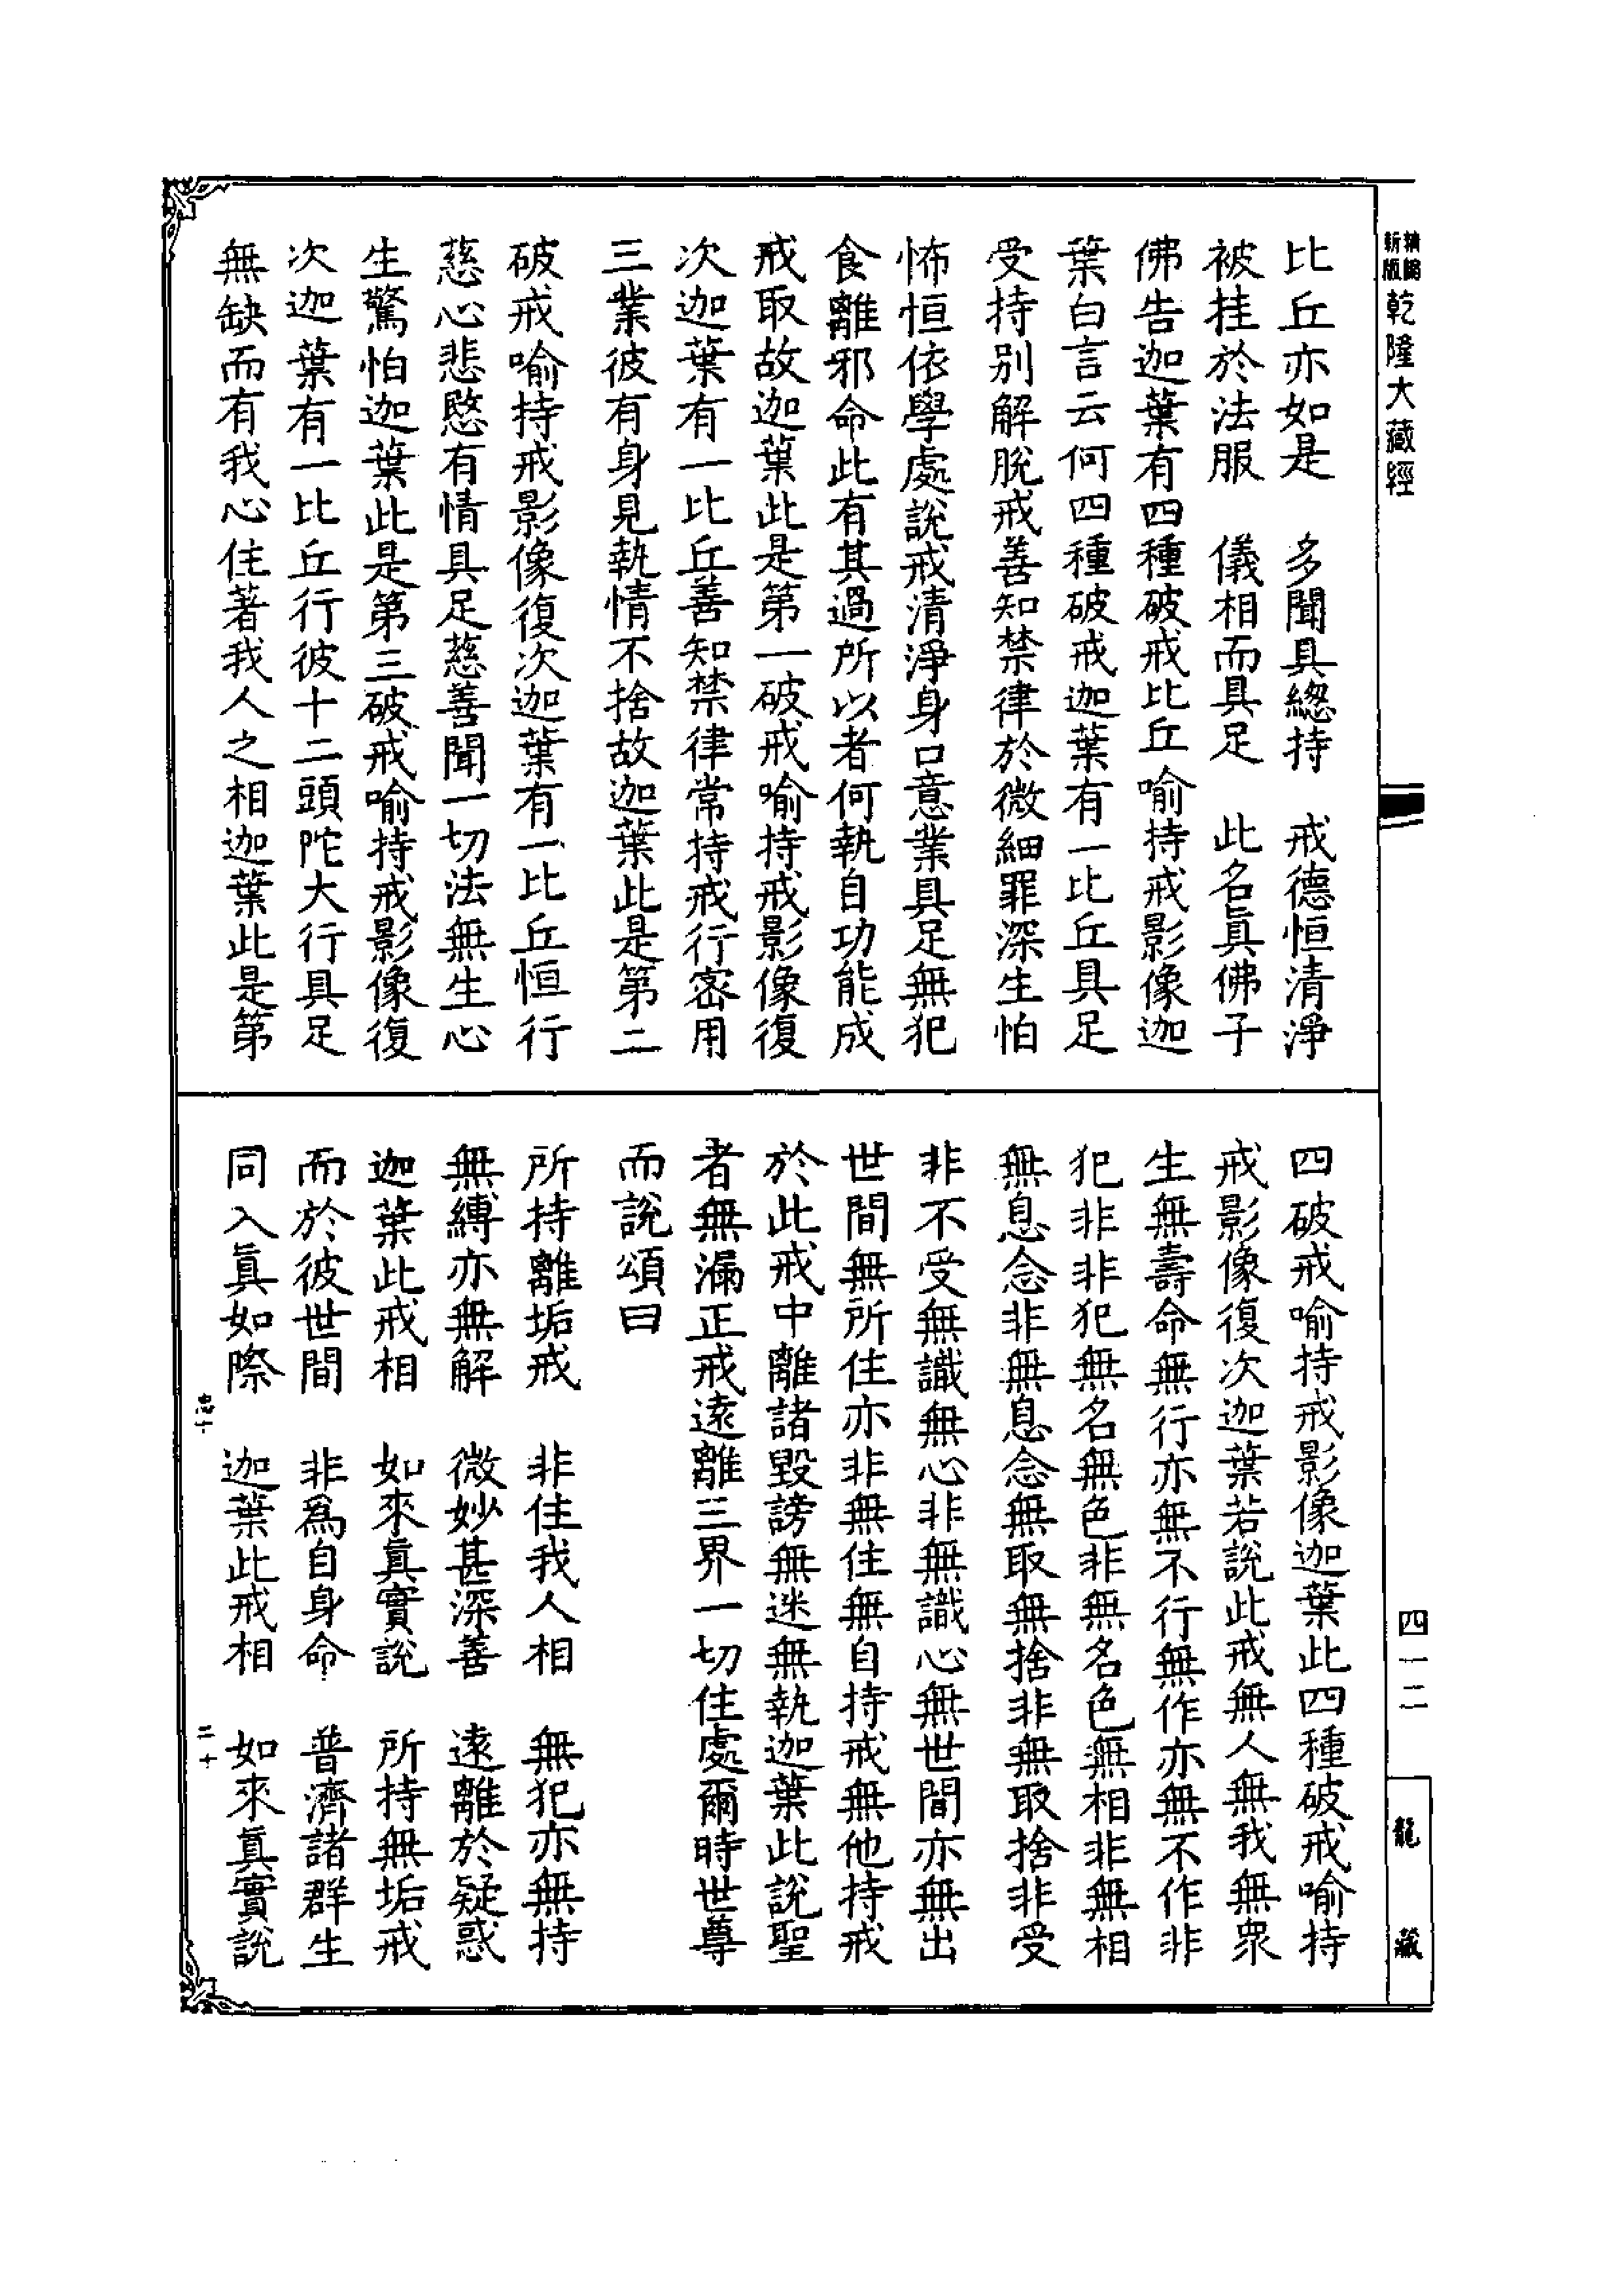 新版
精縮
乾隆大藏經
四一二
龍藏
比丘亦如是　多聞具緫持　戒德恒清淨
被挂於法服　儀相而具足　此名眞佛子
佛告迦葉有四種破戒比丘喻持戒影像迦
葉白言云何四種破戒迦葉有一比丘具足
受持別解脫戒善知禁律於微細罪深生怕
怖恒依學處說戒清淨身口意業具足無犯
食離邪命此有其過所以者何執自功能成
戒取故迦葉此是第一破戒喻持戒影像復
次迦葉有一比丘善知禁律常持戒行密用
三業彼有身見執情不捨故迦葉此是第二
破戒喻持戒影像復次迦葉有一比丘恒行
慈心悲愍有情具足慈善聞一切法無生心
生驚怕迦葉此是第三破戒喻持戒影像復
次迦葉有一比丘行彼十二頭陀大行具足
無缺而有我心住著我人之相迦葉此是第
四破戒喻持戒影像迦葉此四種破戒喻持
戒影像復次迦葉若說此戒無人無我無衆
生無壽命無行亦無不行無作亦無不作非
犯非非犯無名無色非無名色無相非無相
無息念非無息念無取無捨非無取捨非受
非不受無識無心非無識心無世間亦無出
世間無所住亦非無住無自持戒無他持戒
於此戒中離諸毀謗無迷無執迦葉此說聖
者無漏正戒遠離三界一切住處爾時世尊
而說頌曰
所持離垢戒　非住我人相　無犯亦無持
無縛亦無解　微妙甚深善　遠離於疑惑
迦葉此戒相　如來眞實說　所持無垢戒
而於彼世間　非爲自身命　普濟諸群生
同入眞如際　迦葉此戒相　如來眞實說
忠十
二十